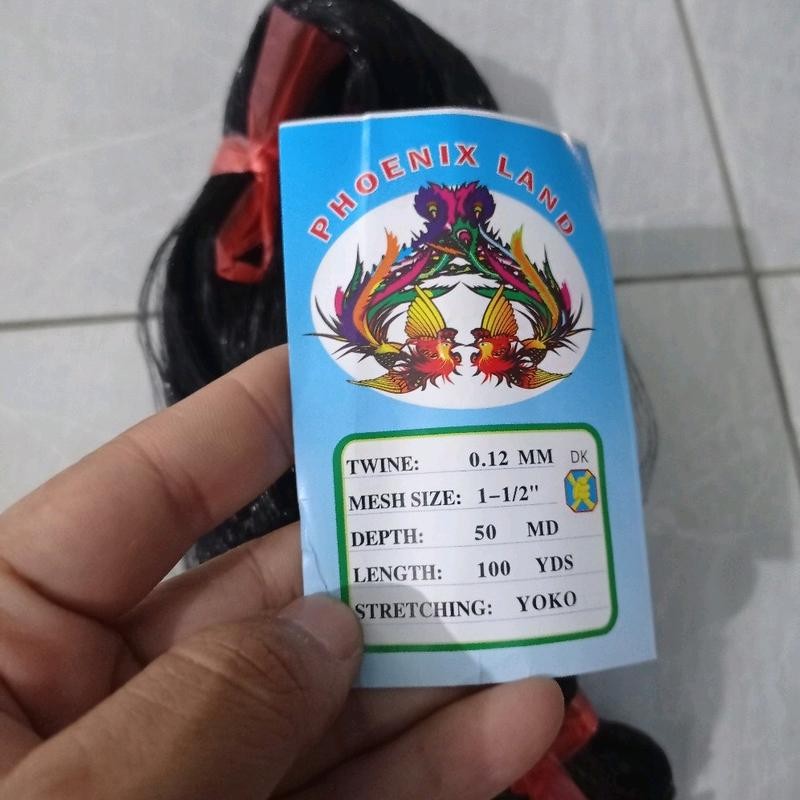 PHOENIX LAND
TWINE: 0.12 MM DK
MESH SIZE: 1-1/2"
DEPTH: 50 MD
LENGTH: 100 YDS
STRETCHING: YOKO